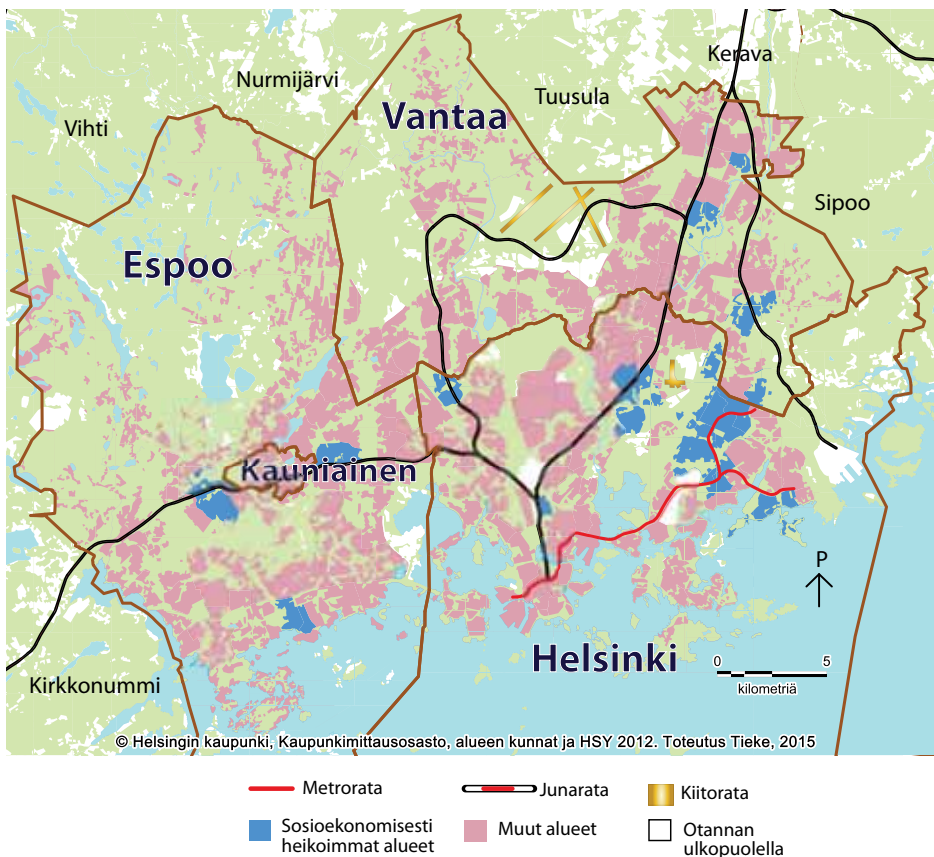 Kerava
Nurmijärvi
Tuusula
Vantaa
Vihti
Sipoo
Espoo
Kauniainen
P
Helsinki
0 5
kilometriä
Kirkkonummi
© Helsingin kaupunki, Kaupunkimittausosasto, alueen kunnat ja HSY 2012. Toteutus Tieke, 2015
Metrorata
Junarata
Kiitorata
Sosioekonomisesti
heikoimmat alueet
Muut alueet
Otannan
ulkopuolella